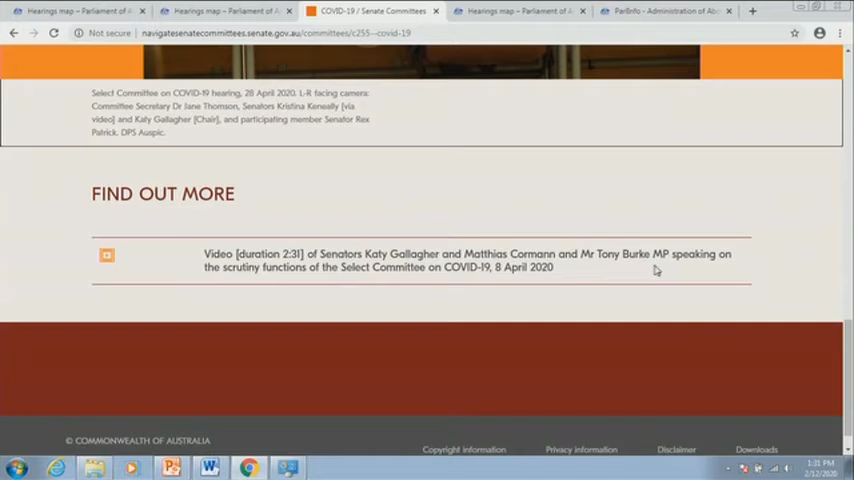 Hearings map – Parliament of A
Hearings map – Parliament of A
COVID-19 / Senate Committees
Hearings map – Parliament of A
ParlInfo - Administration of Abo
Not secure | navigatesenatecommittees.senate.gov.au/committees/c255--covid-19
Select Committee on COVID-19 hearing, 28 April 2020. L-R facing camera:
Committee Secretary Dr Jane Thomson, Senators Kristina Keneally [via
video] and Katy Gallagher [Chair], and participating member Senator Rex
Patrick. DPS Auspic.
FIND OUT MORE
Video [duration 2:31] of Senators Katy Gallagher and Matthias Cormann and Mr Tony Burke MP speaking on
the scrutiny functions of the Select Committee on COVID-19, 8 April 2020
© COMMONWEALTH OF AUSTRALIA
Copyright information
Privacy information
Disclaimer
Downloads
1:31 PM
2/12/2020